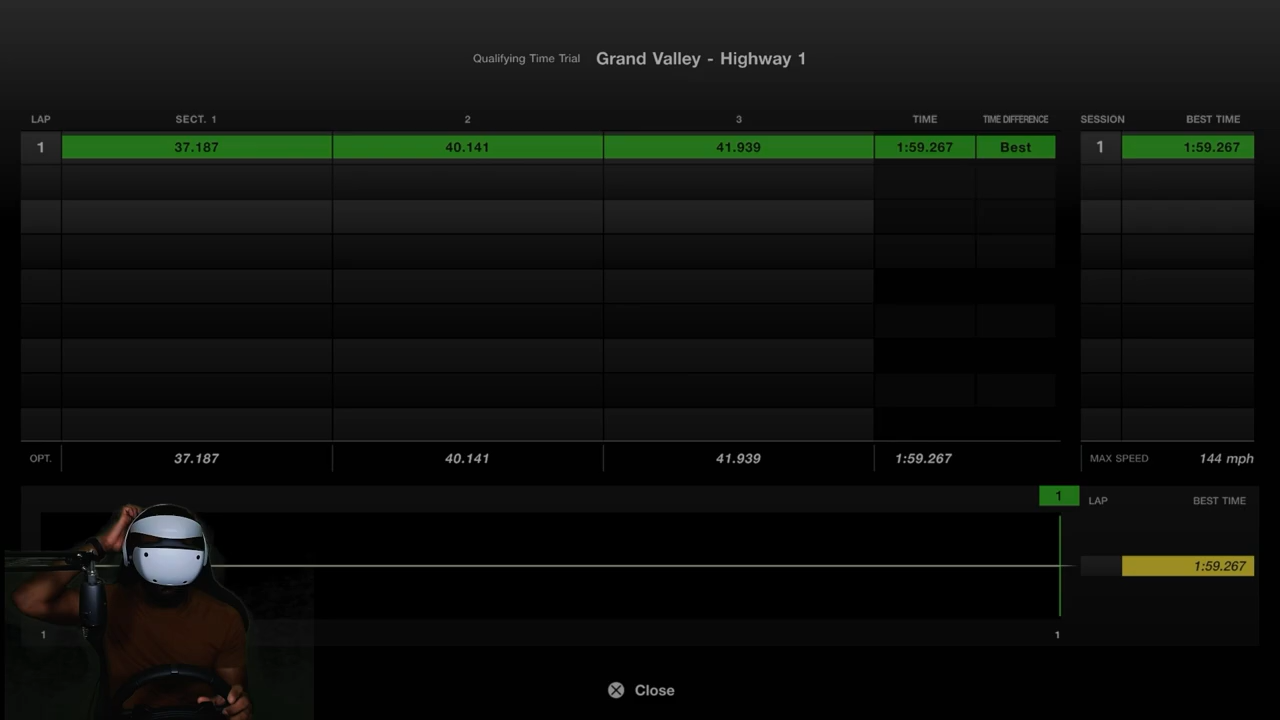 Qualifying Time Trial Grand Valley - Highway 1
LAP SECT. 1 2 3 TIME TIME DIFFERENCE SESSION BEST TIME
1 37.187 40.141 41.939 1:59.267 Best 1 1:59.267
OPT. 37.187 40.141 41.939 1:59.267 MAX SPEED 144 mph
1 LAP BEST TIME
1:59.267
1 1
Close